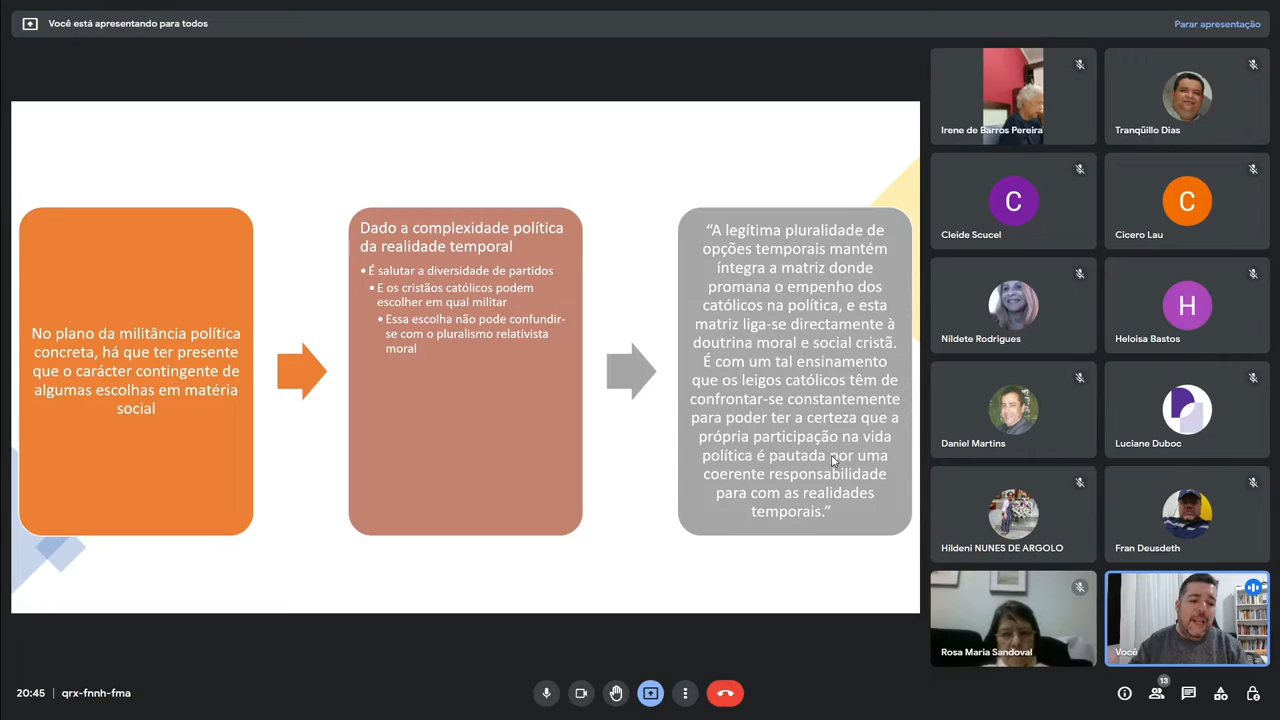 Você está apresentando para todos
Parar apresentação
No plano da militância política
concreta, há que ter presente
que o carácter contingente de
algumas escolhas em matéria
social
Dado a complexidade política
da realidade temporal
• É salutar a diversidade de partidos
• E os cristãos católicos podem
escolher em qual militar
• Essa escolha não pode confundir-
se com o pluralismo relativista
moral
“A legítima pluralidade de
opções temporais mantém
íntegra a matriz donde
promana o empenho dos
católicos na política, e esta
matriz liga-se directamente à
doutrina moral e social cristã.
É com um tal ensinamento
que os leigos católicos têm de
confrontar-se constantemente
para poder ter a certeza que a
própria participação na vida
política é pautada por uma
coerente responsabilidade
para com as realidades
temporais.”
Irene de Barros Pereira
Tranqüillo Dias
C
Cleide Scucel
C
Cicero Lau
Nildete Rodrigues
H
Heloisa Bastos
Daniel Martins
Luciane Duboc
Hildeni NUNES DE ARGOLO
Fran Deusdeth
Rosa Maria Sandoval
Você
20:45
qrx-fnnh-fma
13